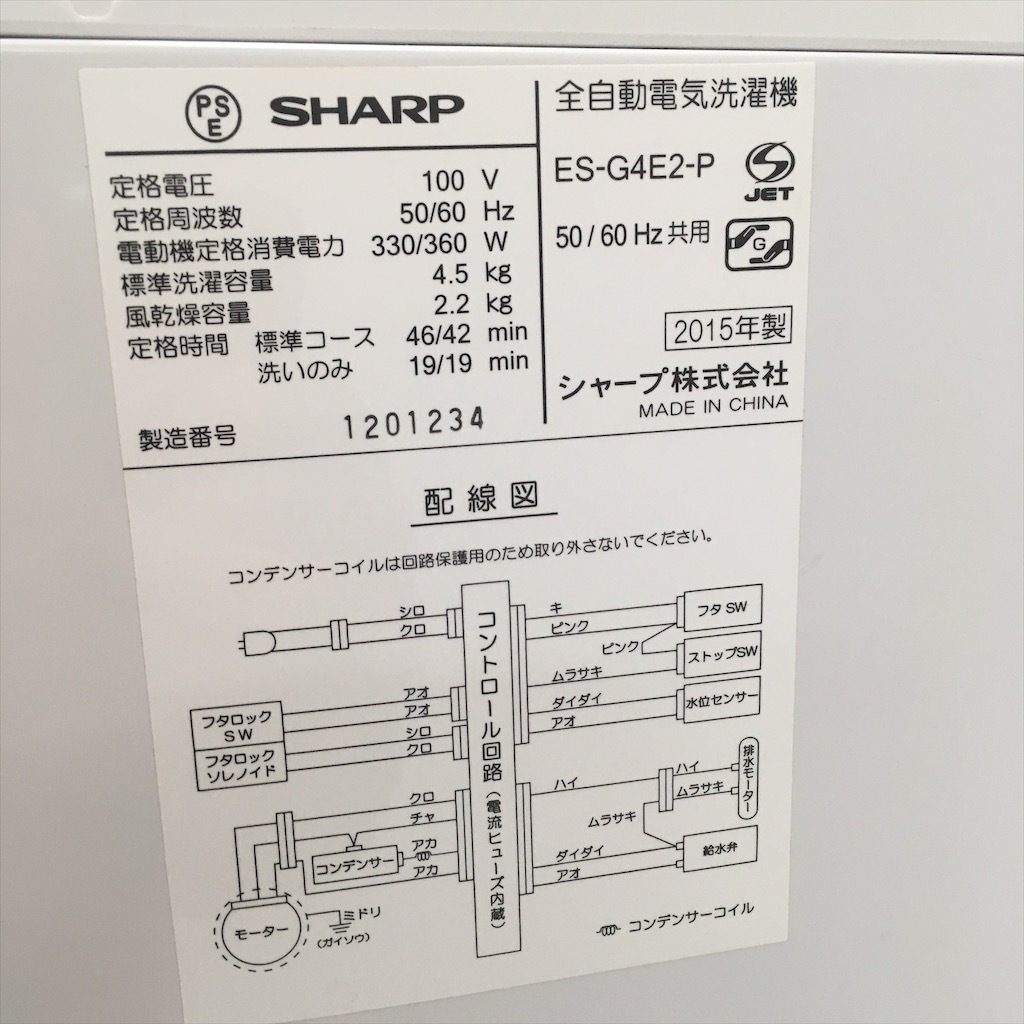 PSE SHARP
定格電圧 100 V
定格周波数 50/60 Hz
電動機定格消費電力 330/360 W
標準洗濯容量 4.5 kg
風乾燥容量 2.2 kg
定格時間 標準コース 46/42 min
洗いのみ 19/19 min
製造番号 1201234
全自動電気洗濯機
ES-G4E2-P
S JET
50/60 Hz 共用
G
2015年製
シャープ株式会社
MADE IN CHINA
配線図
コンデンサーコイルは回路保護用のため取り外さないでください。
シロ
クロ
アオ
アオ
フタロック
SW
シロ
クロ
フタロック
ソレノイド
クロ
チャ
アカ
アカ
コンデンサー
モーター
ミドリ
(ガイソウ)
コントロール回路(電流ヒューズ内蔵)
キ
ピンク
フタSW
ピンク
ムラサキ
ストップSW
ダイダイ
アオ
水位センサー
ハイ
ハイ
ムラサキ
排水モーター
ムラサキ
ダイダイ
アオ
給水弁
コンデンサーコイル